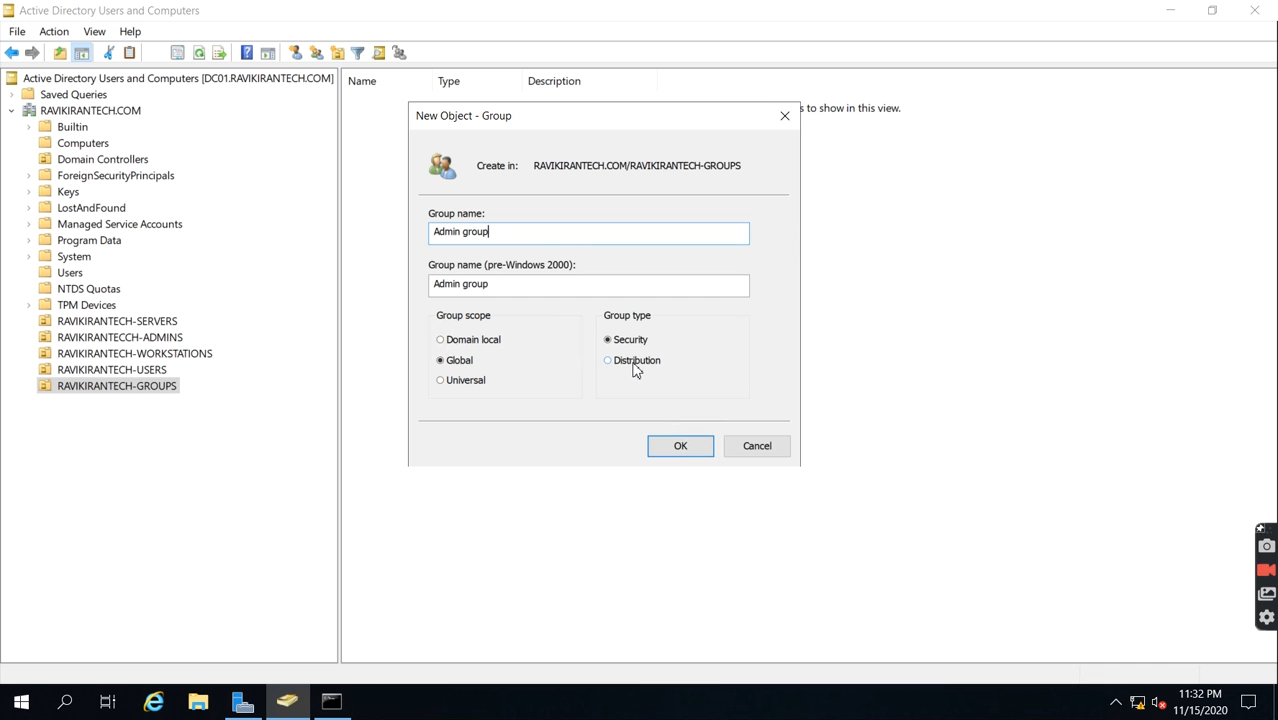 Active Directory Users and Computers
File Action View Help
Active Directory Users and Computers [DC01.RAVIKIRANTECH.COM]
Saved Queries
RAVIKIRANTECH.COM
Builtin
Computers
Domain Controllers
ForeignSecurityPrincipals
Keys
LostAndFound
Managed Service Accounts
Program Data
System
Users
NTDS Quotas
TPM Devices
RAVIKIRANTECH-SERVERS
RAVIKIRANTECCH-ADMINS
RAVIKIRANTECH-WORKSTATIONS
RAVIKIRANTECH-USERS
RAVIKIRANTECH-GROUPS
Name Type Description
s to show in this view.
New Object - Group
Create in: RAVIKIRANTECH.COM/RAVIKIRANTECH-GROUPS
Group name:
Admin group
Group name (pre-Windows 2000):
Admin group
Group scope
Domain local
Global
Universal
Group type
Security
Distribution
OK Cancel
11:32 PM
11/15/2020